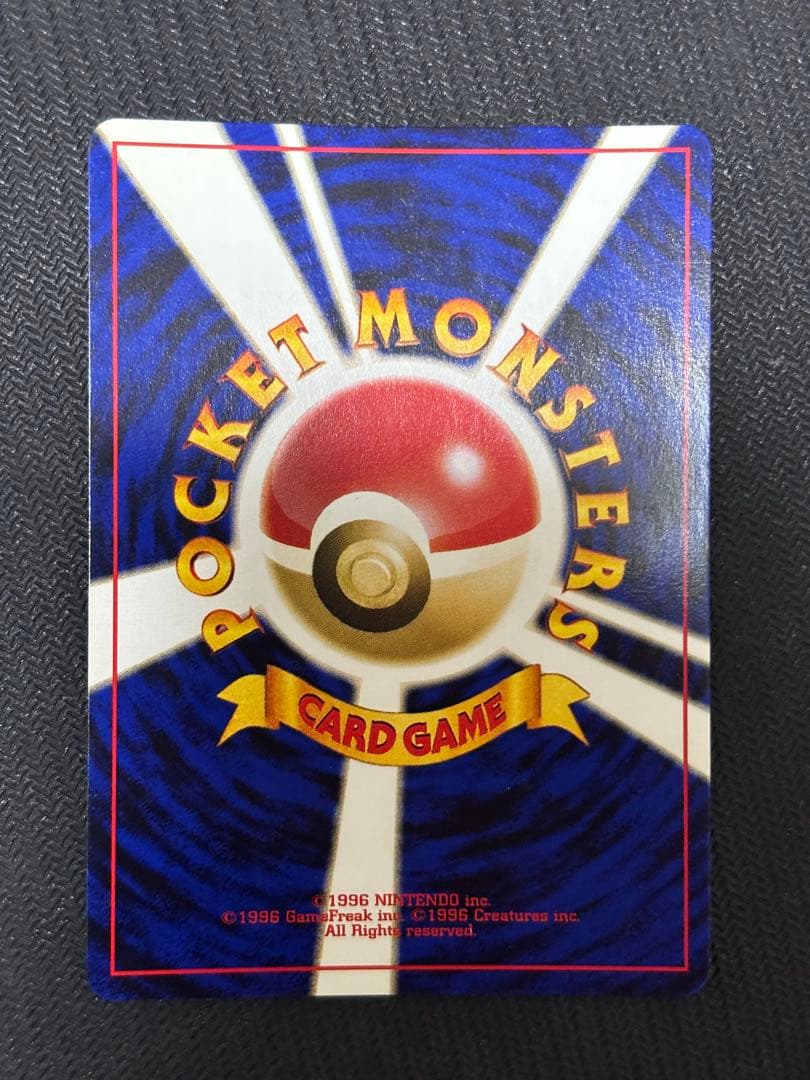 POCKET MONSTERS
CARD GAME
©1996 NINTENDO inc.
©1996 GameFreak inc. ©1996 Creatures inc.
All Rights reserved.